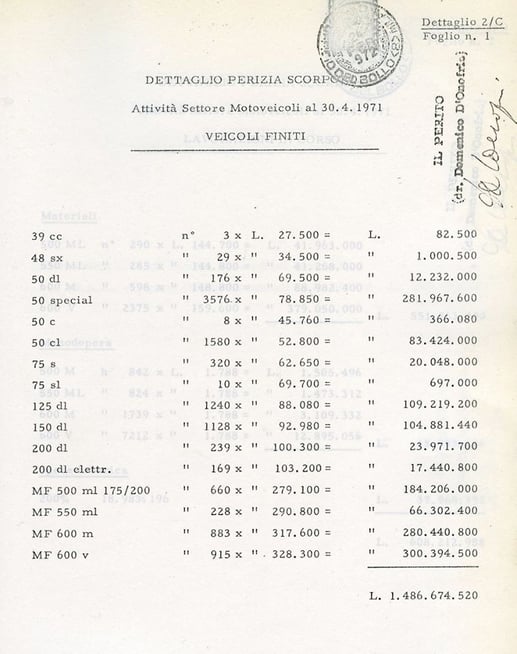 Dettaglio 2/C
Foglio n. 1
DETTAGLIO PERIZIA SCORPO
Attività Settore Motoveicoli al 30.4.1971
VEICOLI FINITI
IL PERITO
(dr. Domenico D'Onofrio)
39 cc n° 3 x L. 27.500 = L. 82.500
48 sx " 29 x " 34.500 = " 1.000.500
50 dl " 176 x " 69.500 = " 12.232.000
50 special " 3576 x " 78.850 = " 281.967.600
50 c " 8 x " 45.760 = " 366.080
50 cl " 1580 x " 52.800 = " 83.424.000
75 s " 320 x " 62.650 = " 20.048.000
75 sl " 10 x " 69.700 = " 697.000
125 dl " 1240 x " 88.080 = " 109.219.200
150 dl " 1128 x " 92.980 = " 104.881.440
200 dl " 239 x " 100.300 = " 23.971.700
200 dl elettr. " 169 x " 103.200 = " 17.440.800
MF 500 ml 175/200 " 660 x " 279.100 = " 184.206.000
MF 550 ml " 228 x " 290.800 = " 66.302.400
MF 600 m " 883 x " 317.600 = " 280.440.800
MF 600 v " 915 x " 328.300 = " 300.394.500
L. 1.486.674.520